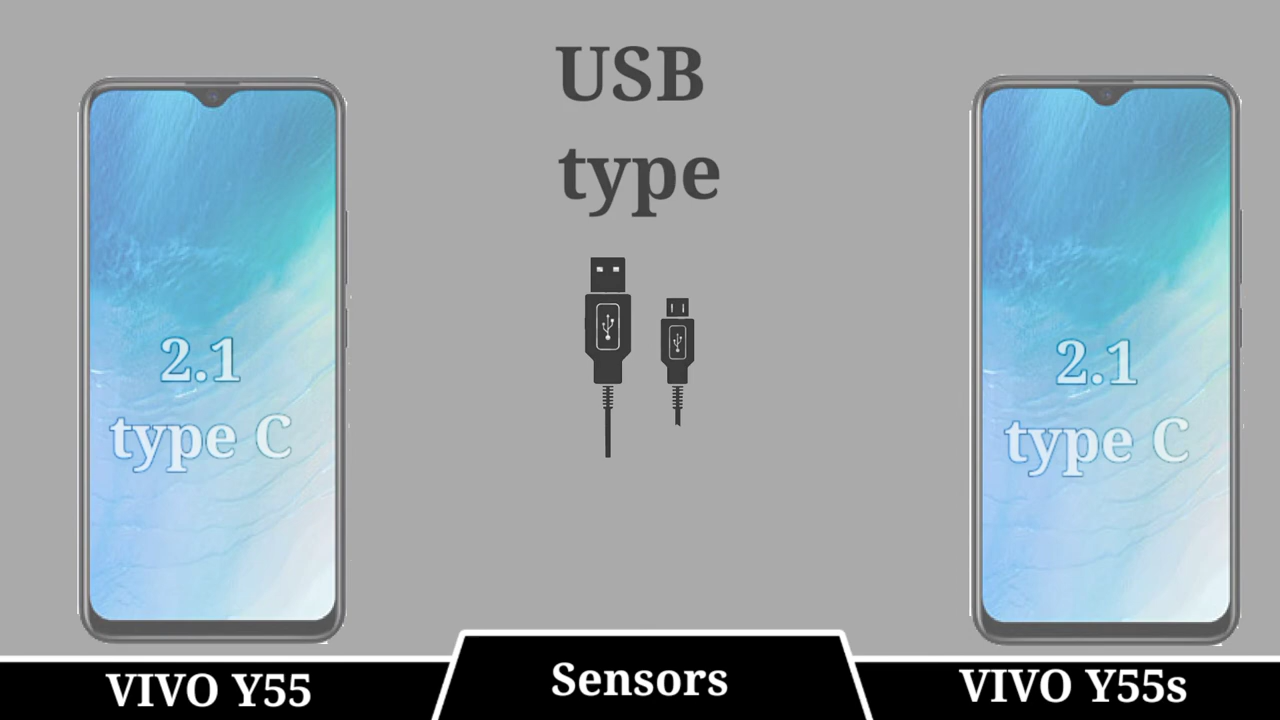 USB
type
2.1
type C
2.1
type C
VIVO Y55
Sensors
VIVO Y55s